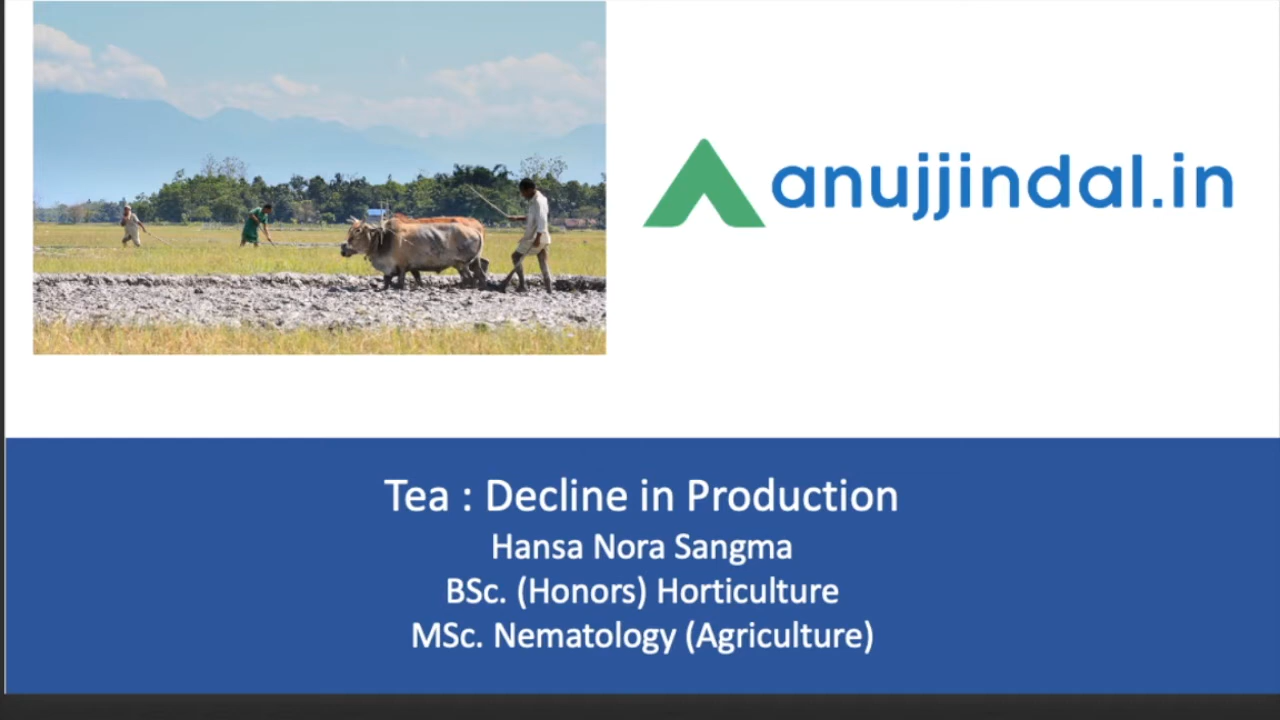 anujjindal.in
Tea : Decline in Production
Hansa Nora Sangma
BSc. (Honors) Horticulture
MSc. Nematology (Agriculture)